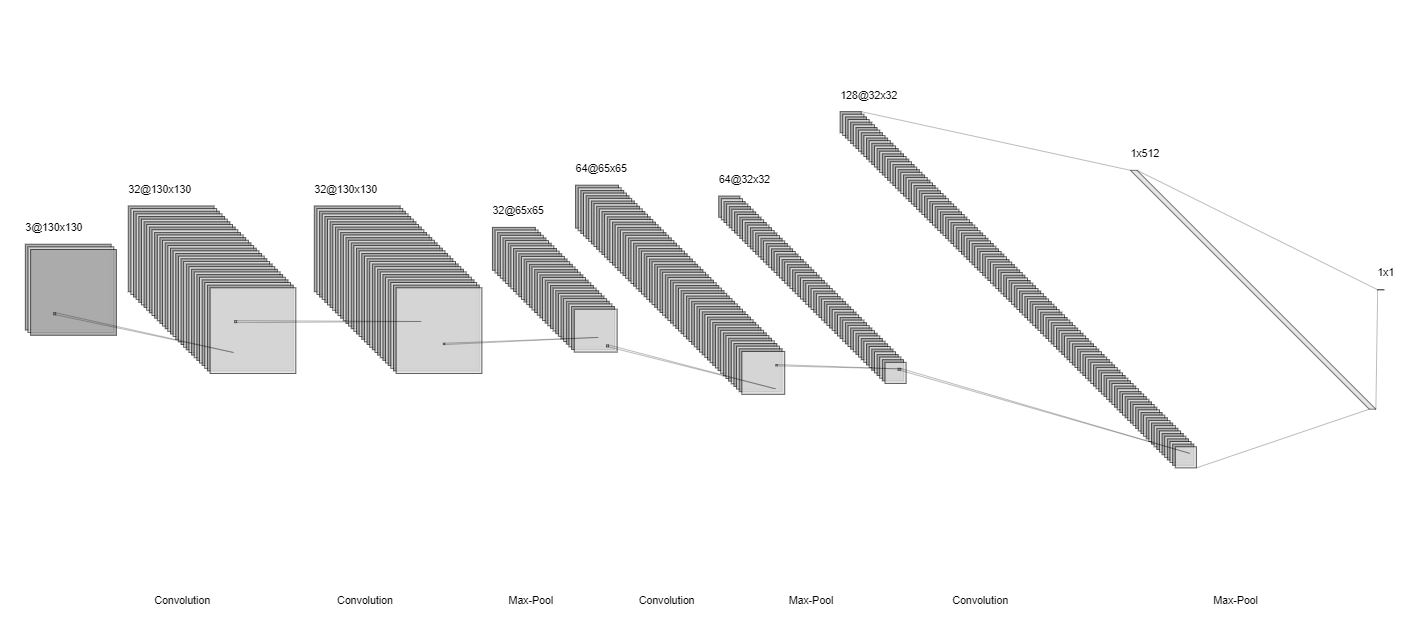 3@130x130
32@130x130
32@130x130
32@65x65
64@65x65
64@32x32
128@32x32
1x512
1x1
Convolution
Convolution
Max-Pool
Convolution
Max-Pool
Convolution
Max-Pool